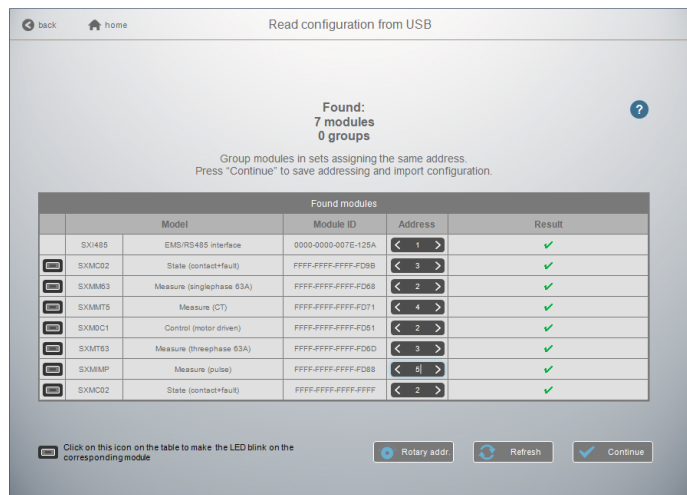 back home Read configuration from USB
Found:
7 modules
0 groups
?
Group modules in sets assigning the same address.
Press "Continue" to save addressing and import configuration.
Found modules
Model Module ID Address Result
SXI485 EMS/RS485 interface 0000-0000-007E-125A 1
SXMC02 State (contact+fault) FFFF-FFFF-FFFF-FD9B 3
SXMM63 Measure (singlephase 63A) FFFF-FFFF-FFFF-FD68 2
SXMMT5 Measure (CT) FFFF-FFFF-FFFF-FD71 4
SXM0C1 Control (motor driven) FFFF-FFFF-FFFF-FD51 2
SXMT63 Measure (threephase 63A) FFFF-FFFF-FFFF-FD6D 3
SXMIMP Measure (pulse) FFFF-FFFF-FFFF-FD88 5
SXMC02 State (contact+fault) FFFF-FFFF-FFFF-FFFF 2
Click on this icon on the table to make the LED blink on the
corresponding module
Rotary addr. Refresh Continue